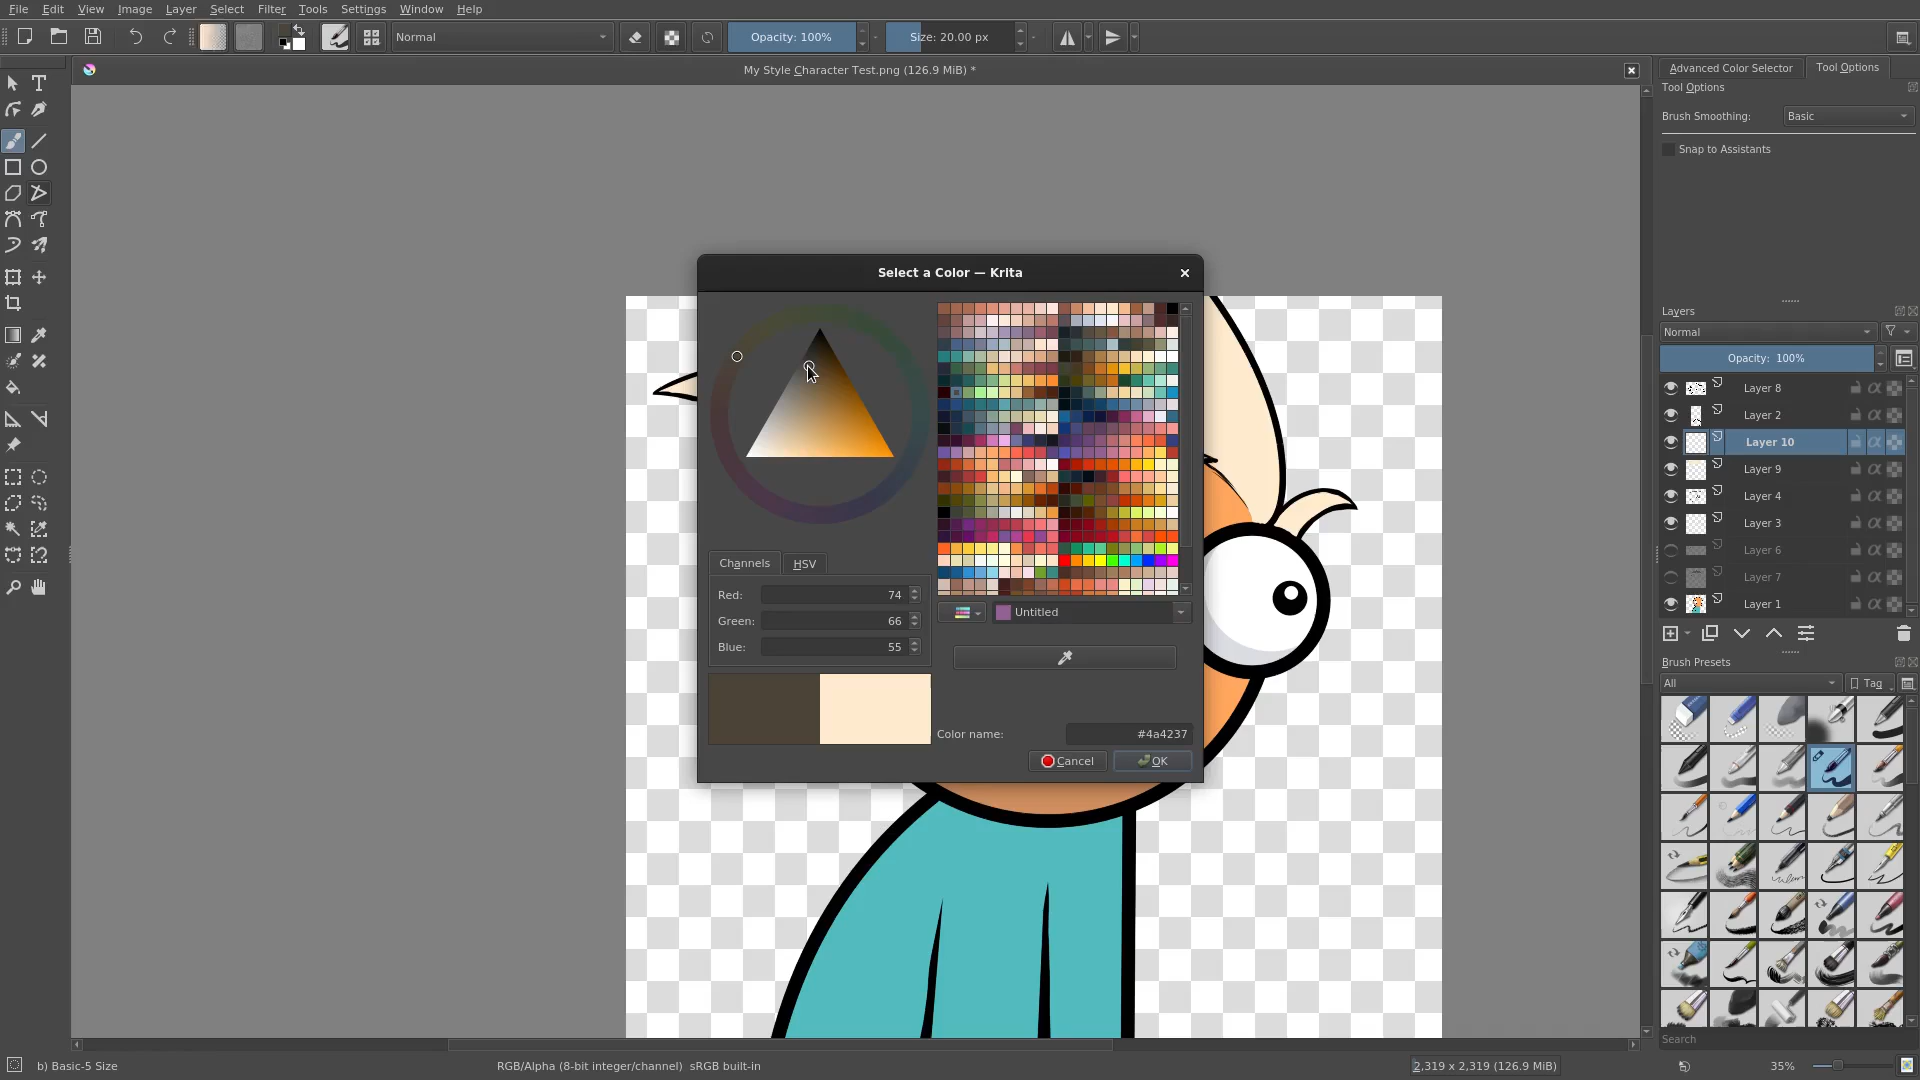 File Edit View Image Layer Select Filter Tools Settings Window Help
Normal
Opacity: 100%
Size: 20.00 px
My Style Character Test.png (126.9 MiB) *
Advanced Color Selector
Tool Options
Tool Options
Brush Smoothing: Basic
Snap to Assistants
Select a Color — Krita
Channels
HSV
Red: 74
Green: 66
Blue: 55
Untitled
Color name: #4a4237
Cancel
OK
Layers
Normal
Opacity: 100%
Layer 8
Layer 2
Layer 10
Layer 9
Layer 4
Layer 3
Layer 6
Layer 7
Layer 1
Brush Presets
All
Tag
Search
b) Basic-5 Size
RGB/Alpha (8-bit integer/channel) sRGB built-in
2,319 x 2,319 (126.9 MiB)
35%